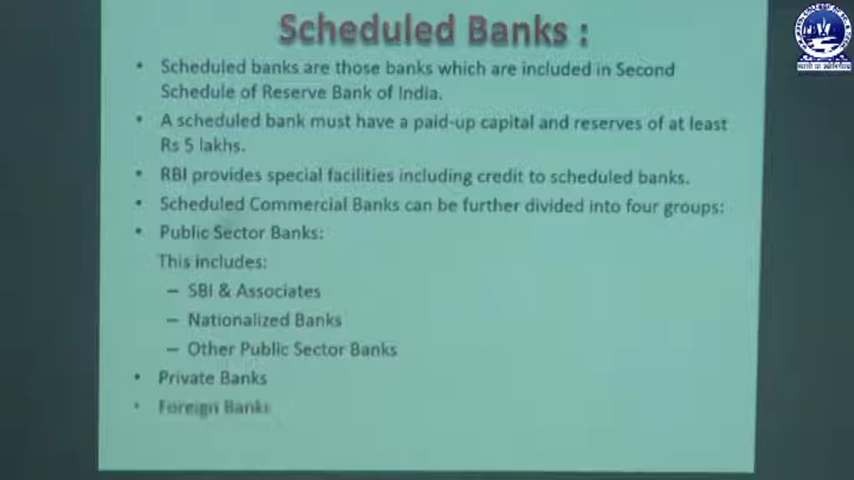 Scheduled Banks :
• Scheduled banks are those banks which are included in Second
Schedule of Reserve Bank of India.
• A scheduled bank must have a paid-up capital and reserves of at least
Rs 5 lakhs.
• RBI provides special facilities including credit to scheduled banks.
• Scheduled Commercial Banks can be further divided into four groups:
• Public Sector Banks:
This includes:
– SBI & Associates
– Nationalized Banks
– Other Public Sector Banks
• Private Banks
• Foreign Banks